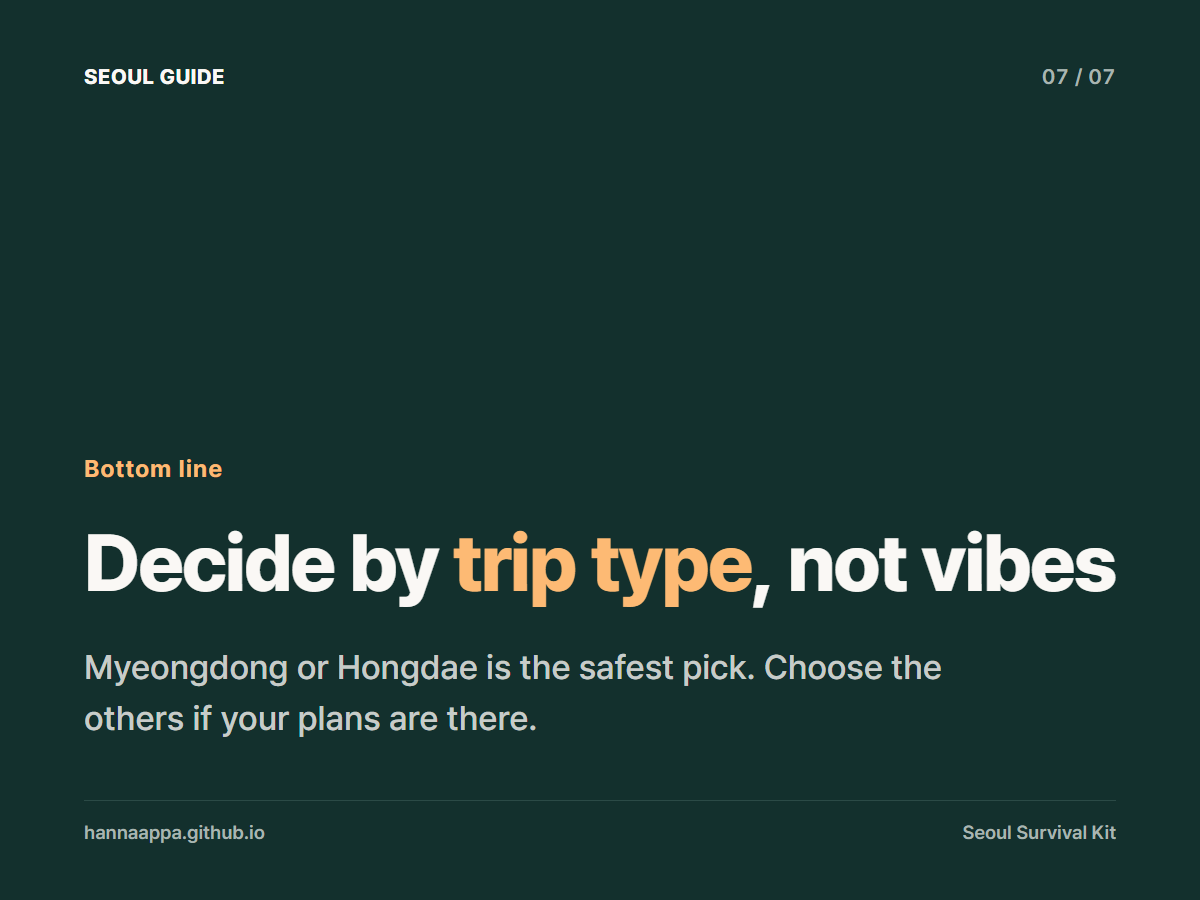 SEOUL GUIDE
07 / 07
Bottom line
Decide by trip type, not vibes
Myeongdong or Hongdae is the safest pick. Choose the
others if your plans are there.
hannaappa.github.io
Seoul Survival Kit